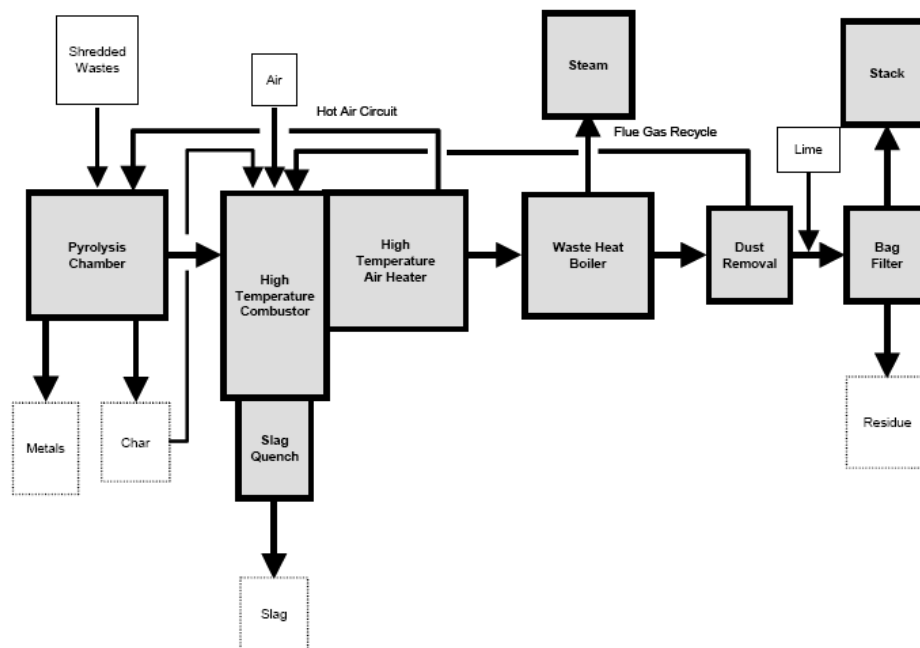 Shredded
Wastes
Air
Hot Air Circuit
Steam
Flue Gas Recycle
Lime
Stack
Pyrolysis
Chamber
High
Temperature
Combustor
High
Temperature
Air Heater
Waste Heat
Boiler
Dust
Removal
Bag
Filter
Metals
Char
Slag
Quench
Residue
Slag